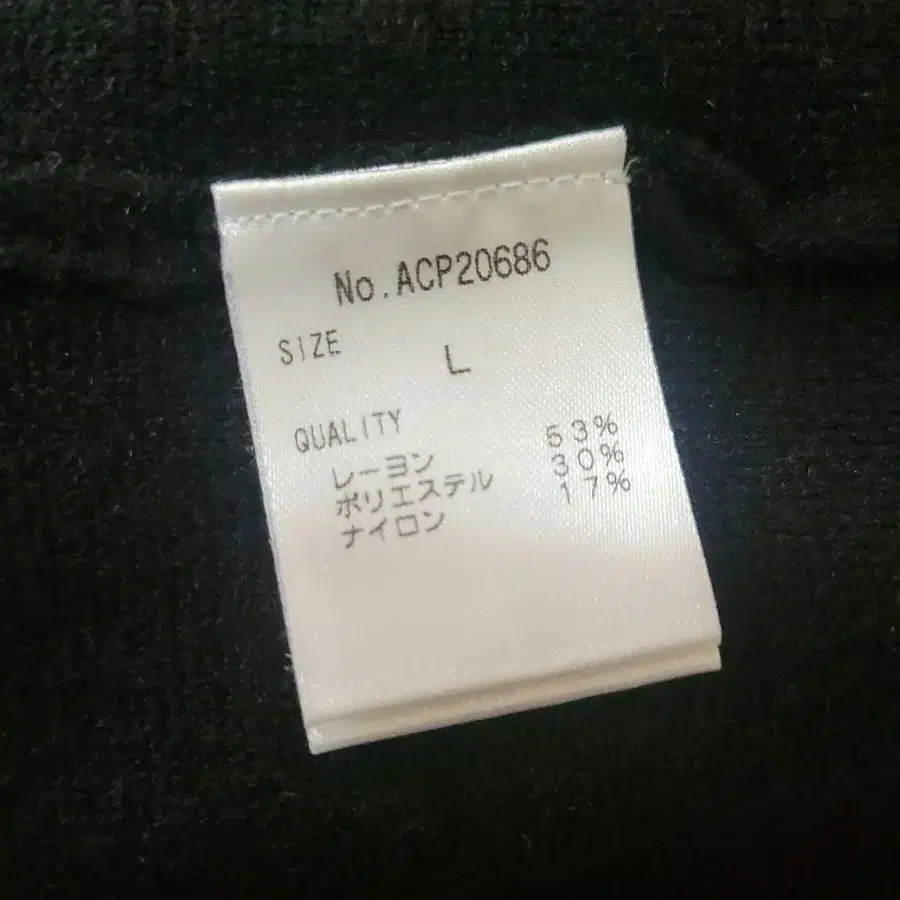 No.ACP20686
SIZE
L
QUALITY
レーヨン 53%
ポリエステル 30%
ナイロン 17%